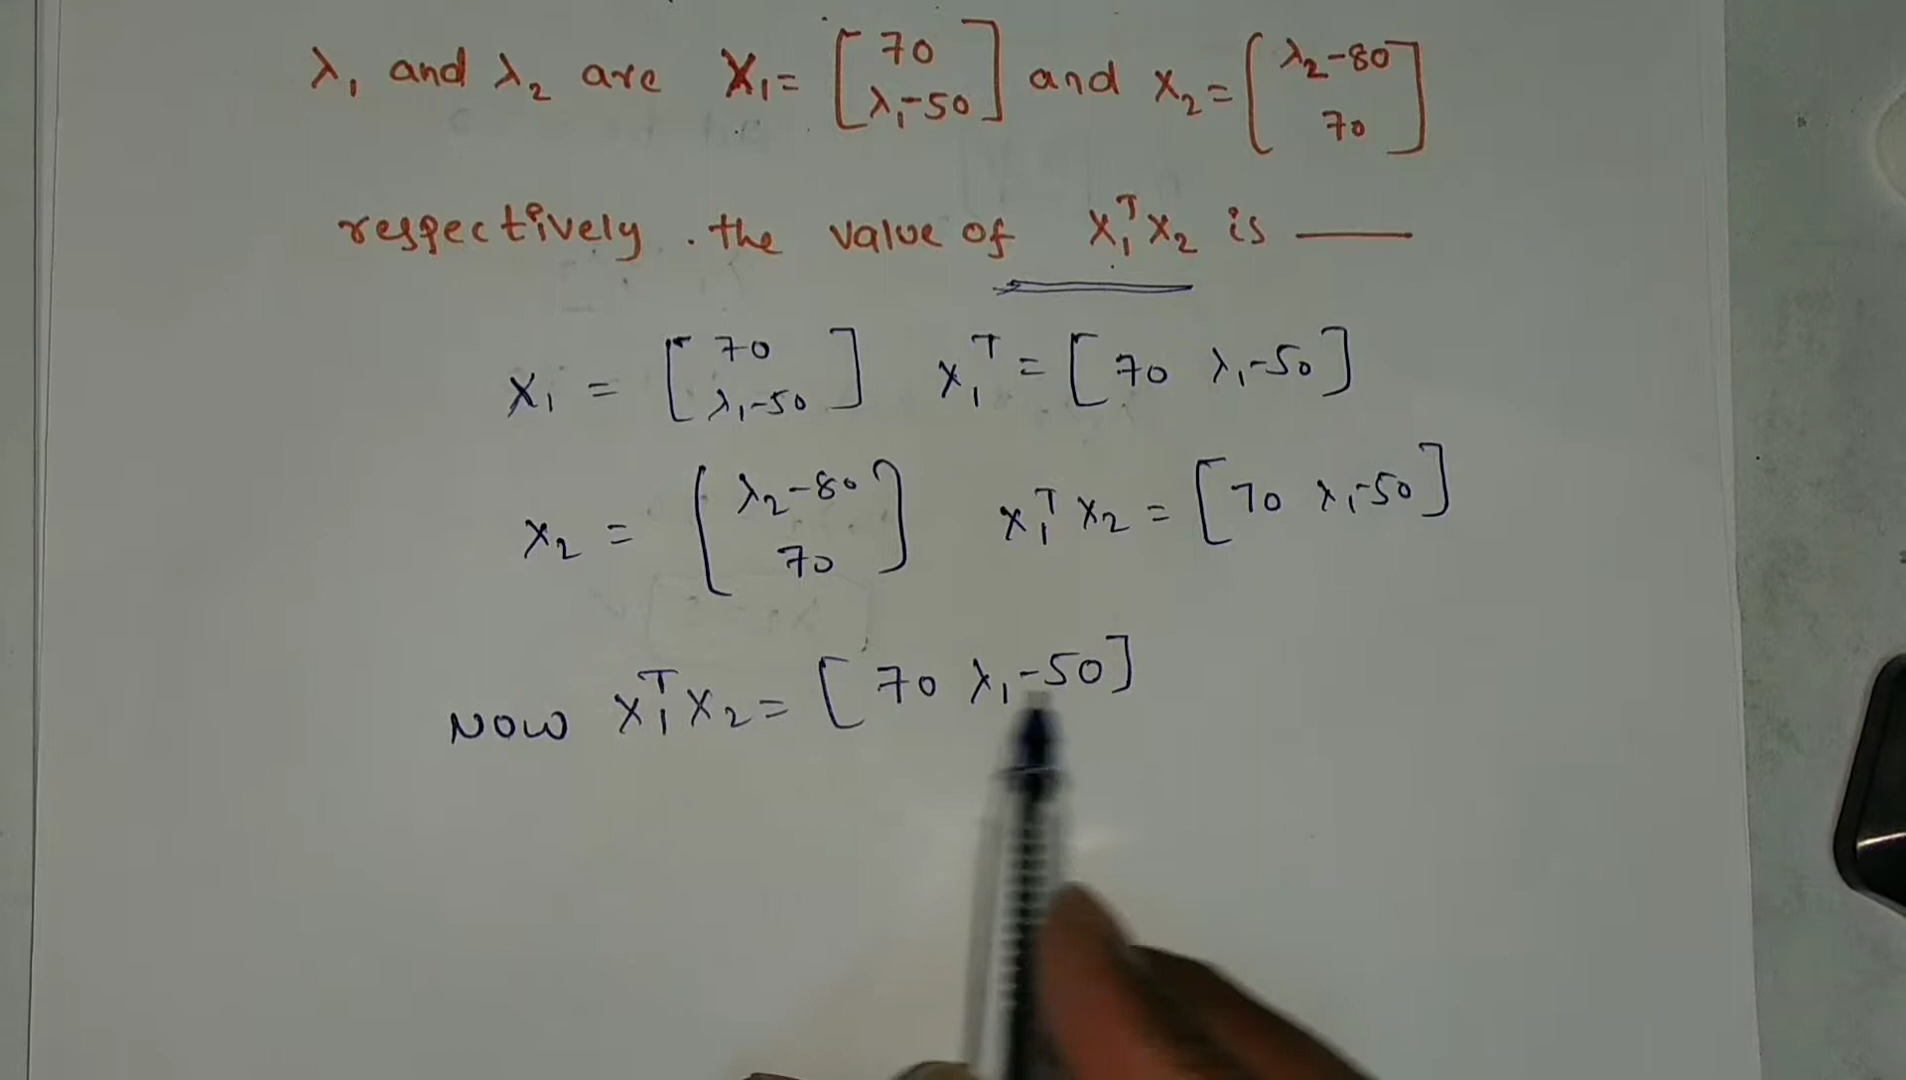 λ₁ and λ₂ are X₁= [70 λ₁-50] and x₂= [λ₂-80 70]
respectively . the value of x₁ᵀx₂ is ——
x₁ = [70 λ₁-50] x₁ᵀ = [70 λ₁-50]
x₂ = [λ₂-80 70] x₁ᵀx₂ = [70 λ₁-50]
NOW x₁ᵀx₂= [70 λ₁-50]